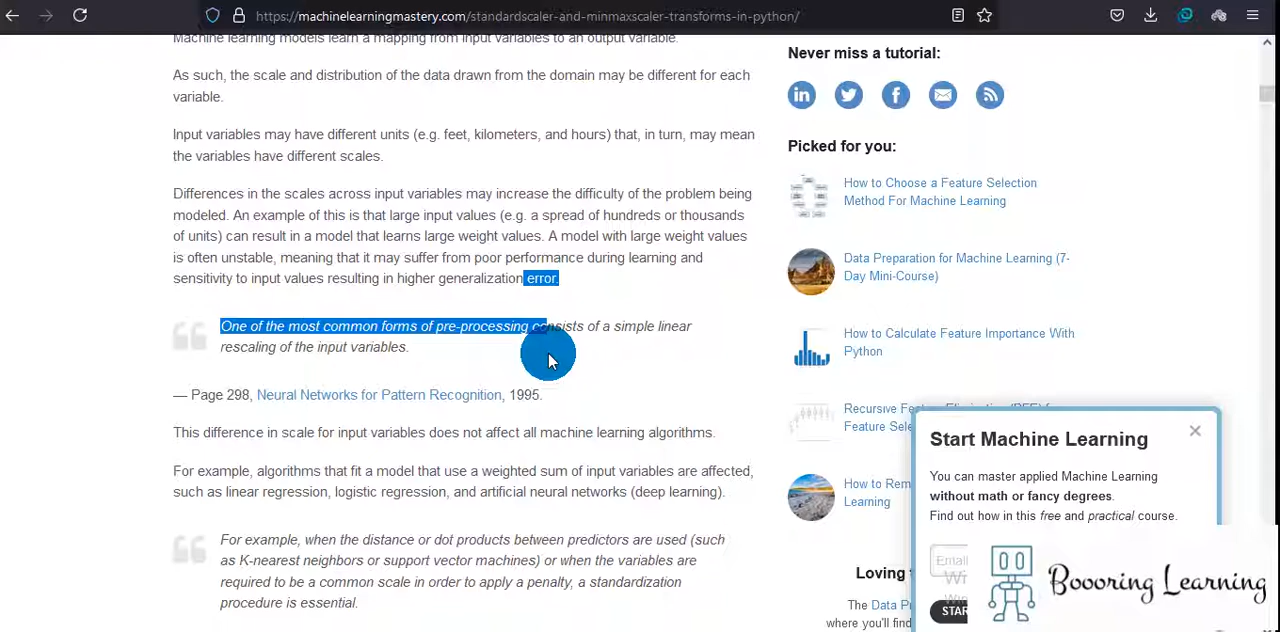 https://machinelearningmastery.com/standardscaler-and-minmaxscaler-transforms-in-python/
Machine learning models learn a mapping from input variables to an output variable.
As such, the scale and distribution of the data drawn from the domain may be different for each
variable.
Input variables may have different units (e.g. feet, kilometers, and hours) that, in turn, may mean
the variables have different scales.
Differences in the scales across input variables may increase the difficulty of the problem being
modeled. An example of this is that large input values (e.g. a spread of hundreds or thousands
of units) can result in a model that learns large weight values. A model with large weight values
is often unstable, meaning that it may suffer from poor performance during learning and
sensitivity to input values resulting in higher generalization error.
One of the most common forms of pre-processing consists of a simple linear
rescaling of the input variables.
— Page 298, Neural Networks for Pattern Recognition, 1995.
This difference in scale for input variables does not affect all machine learning algorithms.
For example, algorithms that fit a model that use a weighted sum of input variables are affected,
such as linear regression, logistic regression, and artificial neural networks (deep learning).
For example, when the distance or dot products between predictors are used (such
as K-nearest neighbors or support vector machines) or when the variables are
required to be a common scale in order to apply a penalty, a standardization
procedure is essential.
Never miss a tutorial:
Picked for you:
How to Choose a Feature Selection
Method For Machine Learning
Data Preparation for Machine Learning (7-
Day Mini-Course)
How to Calculate Feature Importance With
Python
Recursive
Feature
How to
Learning
Loving
The Data
where you'll find
Start Machine Learning
You can master applied Machine Learning
without math or fancy degrees.
Find out how in this free and practical course.
Email
Boooring Learning